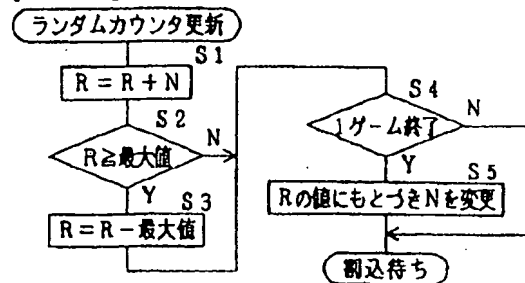 ランダムカウンタ更新
S1
R=R+N
S2
R≧最大値
N
Y
S3
R=R-最大値
S4
1ゲーム終了
N
Y
S5
Rの値にもとづきNを変更
割込待ち